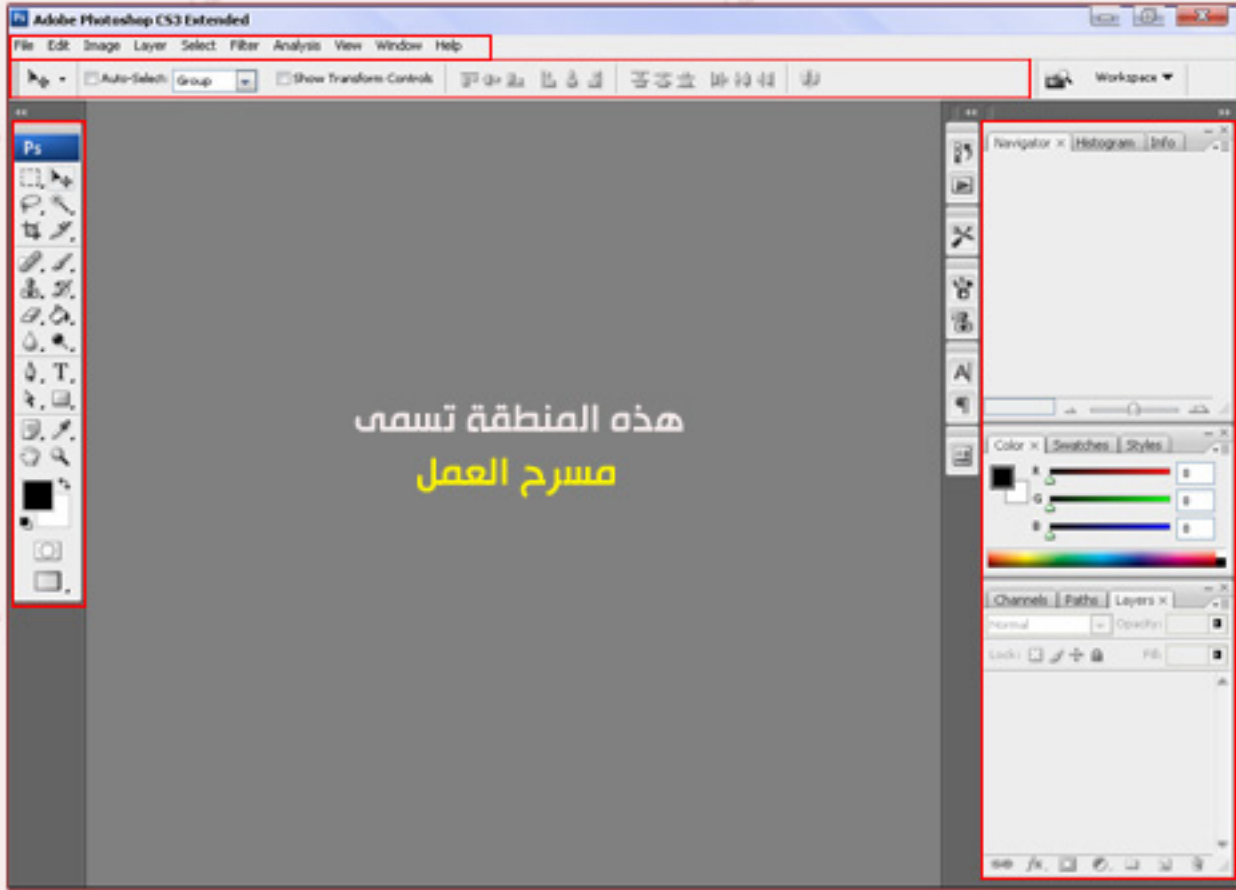 Adobe Photoshop CS3 Extended
File Edit Image Layer Select Filter Analysis View Window Help
Auto-Select: Group Show Transform Controls Workspace
Ps
Navigator Histogram Info
هذه المنطقة تسمى
مسرح العمل
A
Color Swatches Styles
R 0
G 0
B 0
T
Channels Paths Layers
Normal Opacity:
Lock: Fill:
fx